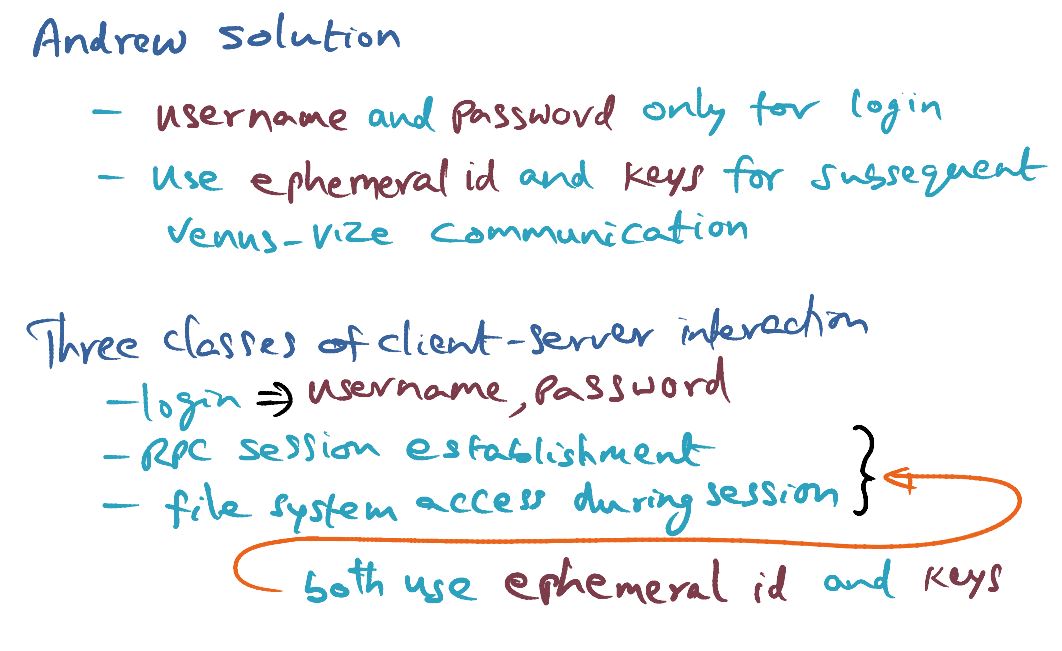 Andrew solution
- username and password only for login
- Use ephemeral id and keys for subsequent
venus-vize communication
Three classes of client-server interaction
- login ⇒ username, password
- RPC session establishment
- file system access during session
both use ephemeral id and keys